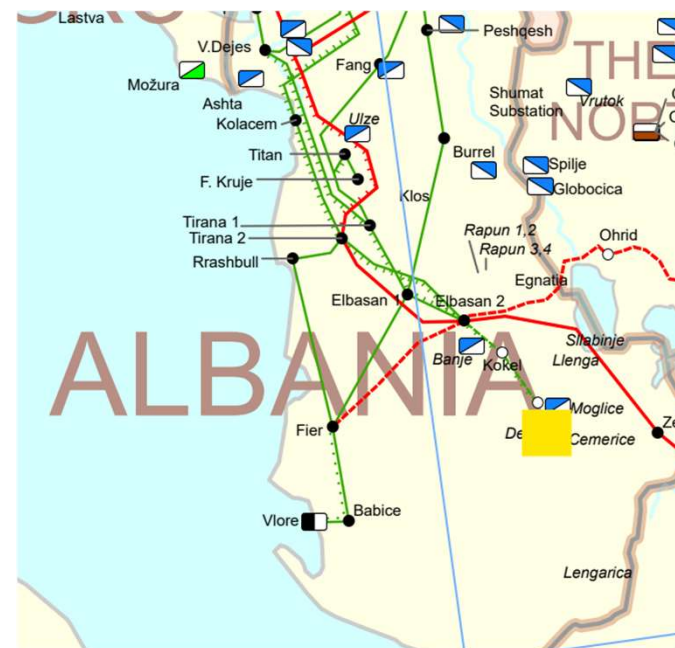 Lastva
V.Dejes
Peshqesh
THE
Fang
Možura
Ashta
Shumat
Substation
Vrutok
NORT
Kolacem
Ulze
Titan
Burrel
Spilje
F. Kruje
Globocica
Klos
Tirana 1
Tirana 2
Rapun 1,2
Rapun 3,4
Ohrid
Rrashbull
Egnatia
Elbasan 1
Elbasan 2
ALBANIA
Banje
Kokel
Sllabinje
Llenga
Moglice
Fier
Cemerice
Vlore
Babice
Lengarica